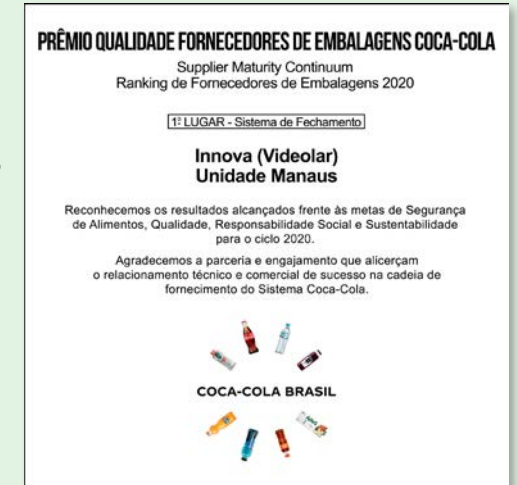 PRÊMIO QUALIDADE FORNECEDORES DE EMBALAGENS COCA-COLA
Supplier Maturity Continuum
Ranking de Fornecedores de Embalagens 2020
1º LUGAR - Sistema de Fechamento
Innova (Videolar)
Unidade Manaus
Reconhecemos os resultados alcançados frente às metas de Segurança
de Alimentos, Qualidade, Responsabilidade Social e Sustentabilidade
para o ciclo 2020.
Agradecemos a parceria e engajamento que alicerçam
o relacionamento técnico e comercial de sucesso na cadeia de
fornecimento do Sistema Coca-Cola.
COCA-COLA BRASIL